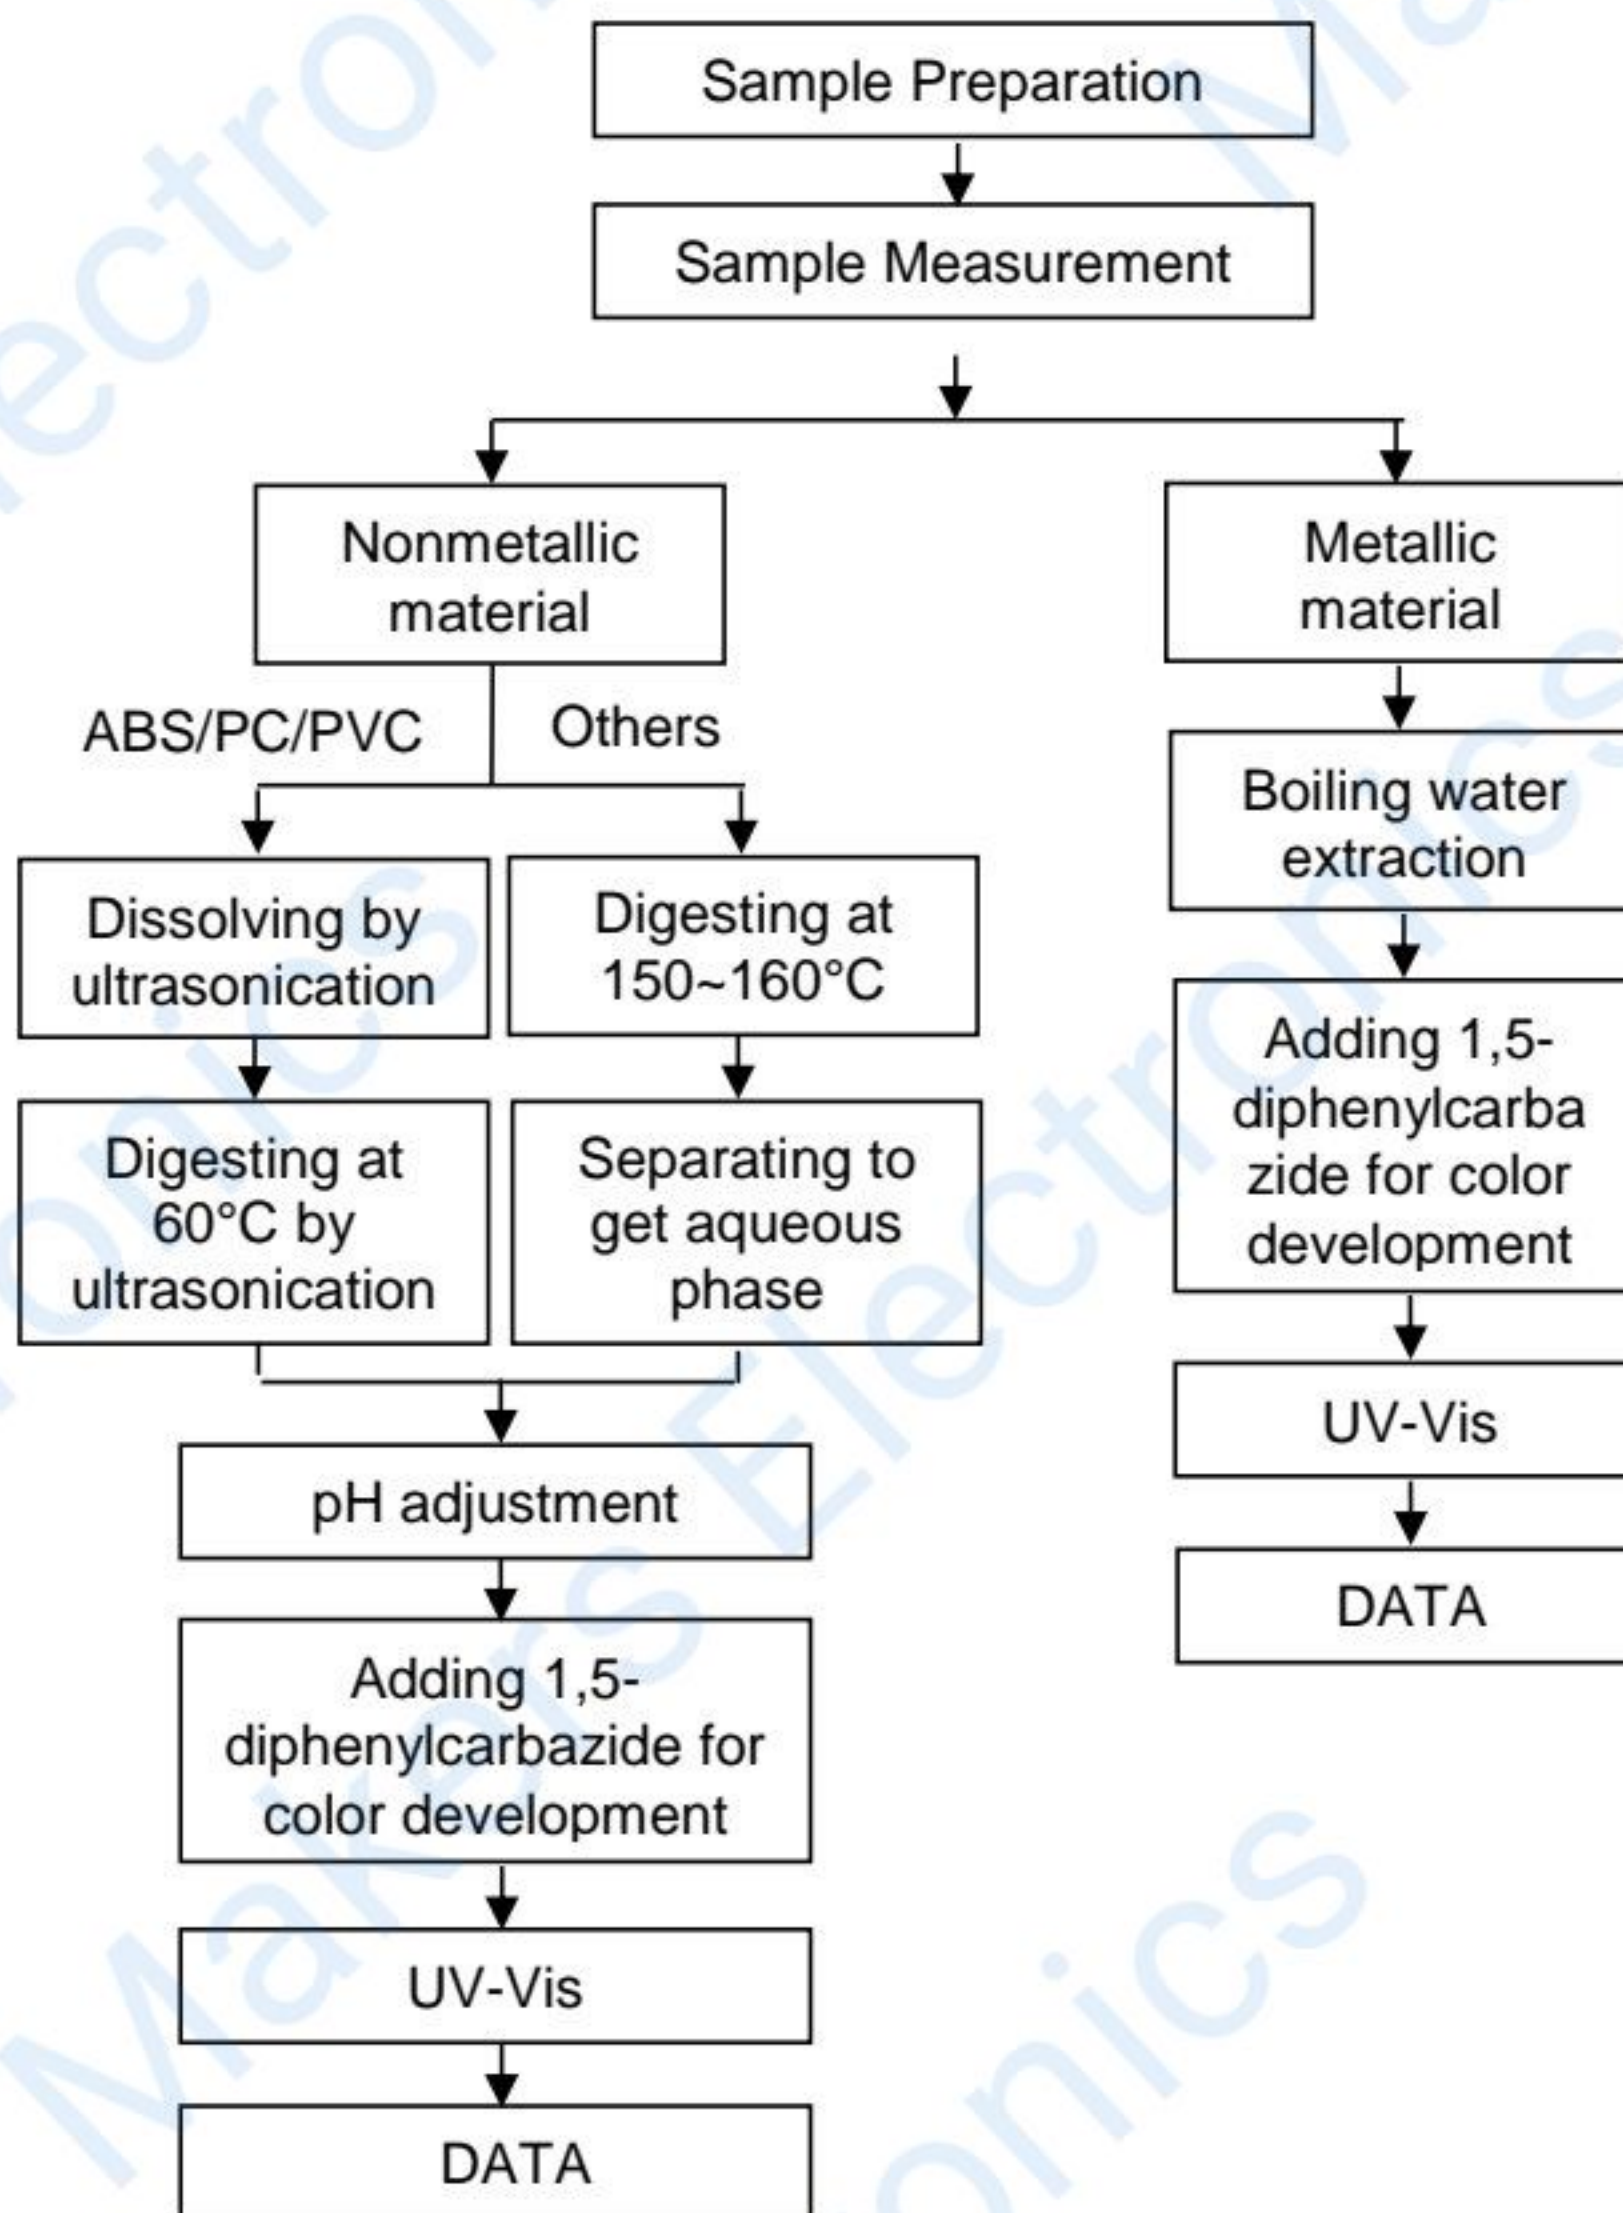 Sample Preparation
Sample Measurement
Nonmetallic
material
Metallic
material
ABS/PC/PVC
Others
Dissolving by
ultrasonication
Digesting at
150~160°C
Boiling water
extraction
Digesting at
60°C by
ultrasonication
Separating to
get aqueous
phase
Adding 1,5-
diphenylcarba
zide for color
development
pH adjustment
UV-Vis
DATA
Adding 1,5-
diphenylcarbazide for
color development
UV-Vis
DATA
Makers Electronics